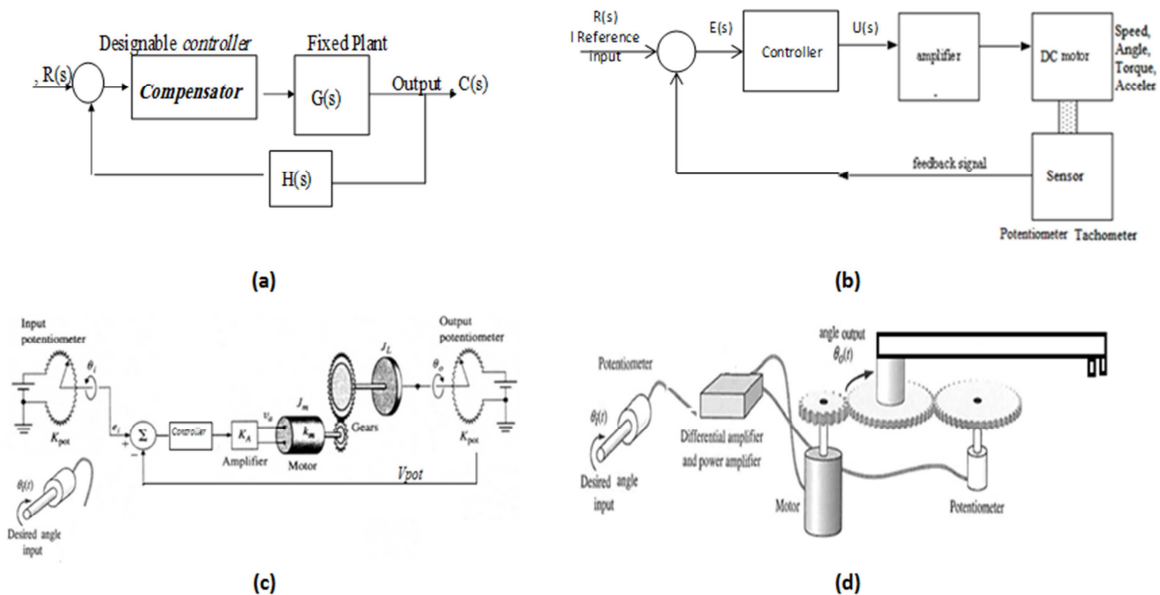 Designable controller
Fixed Plant
, R(s)
Compensator
G(s)
Output
C(s)
H(s)
(a)
R(s)
I Reference
Input
E(s)
Controller
U(s)
amplifier
DC motor
Speed,
Angle,
Torque,
Acceler
feedback signal
Sensor
Potentiometer Tachometer
(b)
Input
potentiometer
θi
Kpot
ei
+
Σ
−
Controller
KA
Amplifier
va
Jm
km
Motor
Gears
JL
θo
Output
potentiometer
Kpot
Vpot
θi(t)
Desired angle
input
(c)
angle output
θo(t)
Potentiometer
θi(t)
Desired angle
input
Differential amplifier
and power amplifier
Motor
Potentiometer
(d)